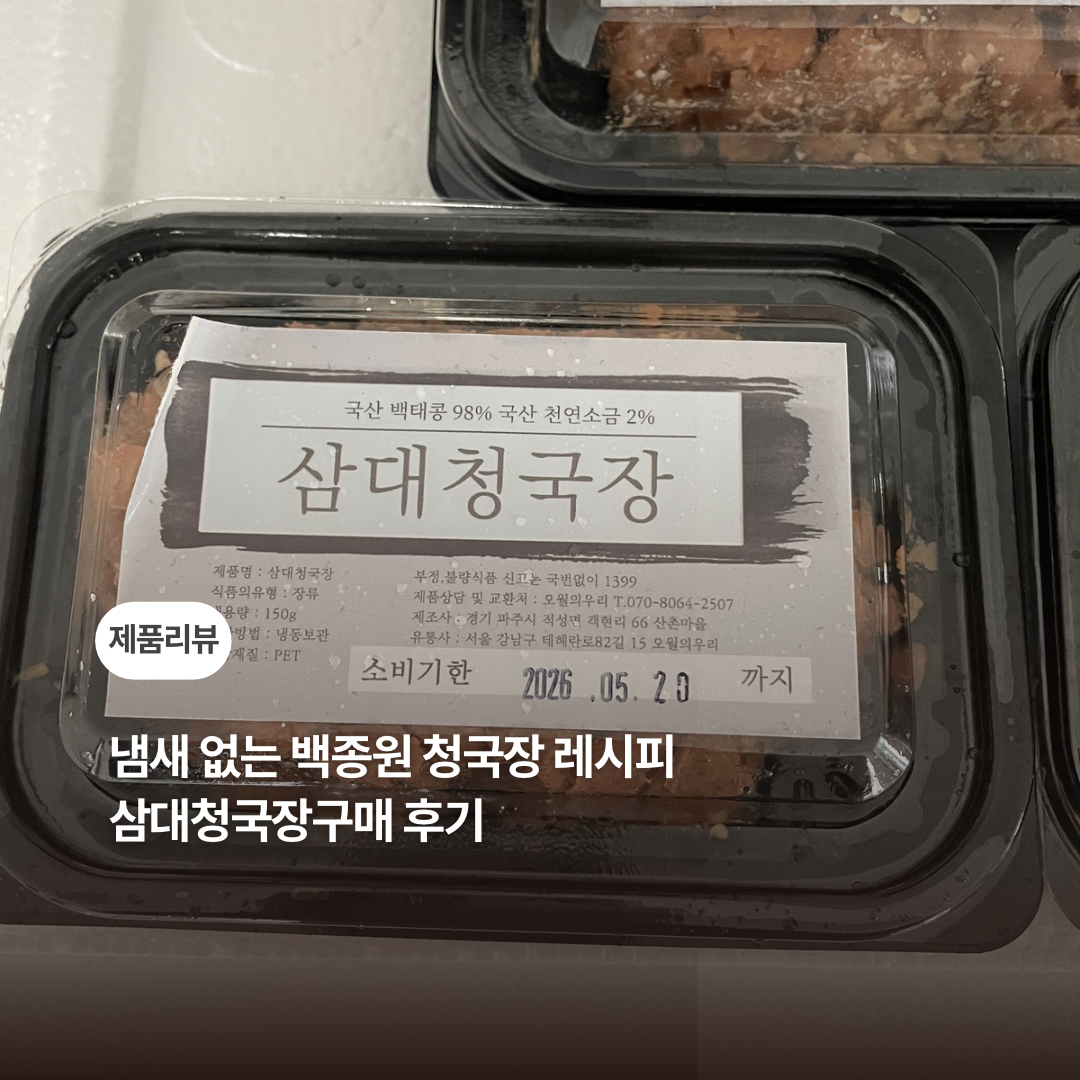 국산 백태콩 98% 국산 천연소금 2%
삼대청국장
제품명 : 삼대청국장
식품의유형 : 장류
용량 : 150g
방법 : 냉동보관
재질 : PET
부정,불량식품 신고는 국번없이 1399
제품상담 및 교환처 : 오월의우리 T.070-8064-2507
제조사 : 경기 파주시 적성면 객현리 66 산촌마을
유통사 : 서울 강남구 테헤란로82길 15 오월의우리
소비기한 2026 .05. 20 까지
제품리뷰
냄새 없는 백종원 청국장 레시피
삼대청국장구매 후기